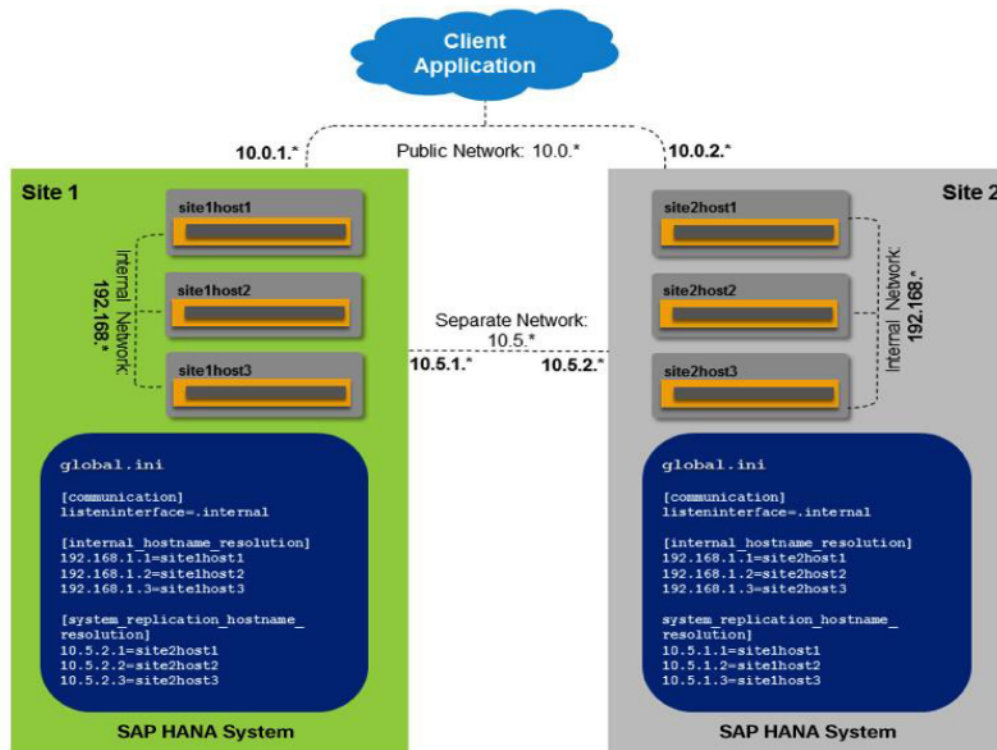 Client
Application
10.0.1.*
Public Network: 10.0.*
10.0.2.*
Site 1
site1host1
site1host2
site1host3
Internal Network:
192.168.*
global.ini
[communication]
listeninterface=.internal
[internal_hostname_resolution]
192.168.1.1=site1host1
192.168.1.2=site1host2
192.168.1.3=site1host3
[system_replication_hostname_
resolution]
10.5.2.1=site2host1
10.5.2.2=site2host2
10.5.2.3=site2host3
SAP HANA System
Separate Network:
10.5.*
10.5.1.*
10.5.2.*
Site 2
site2host1
site2host2
site2host3
Internal Network:
192.168.*
global.ini
[communication]
listeninterface=.internal
[internal_hostname_resolution]
192.168.1.1=site2host1
192.168.1.2=site2host2
192.168.1.3=site2host3
system_replication_hostname_
resolution]
10.5.1.1=site1host1
10.5.1.2=site1host2
10.5.1.3=site1host3
SAP HANA System